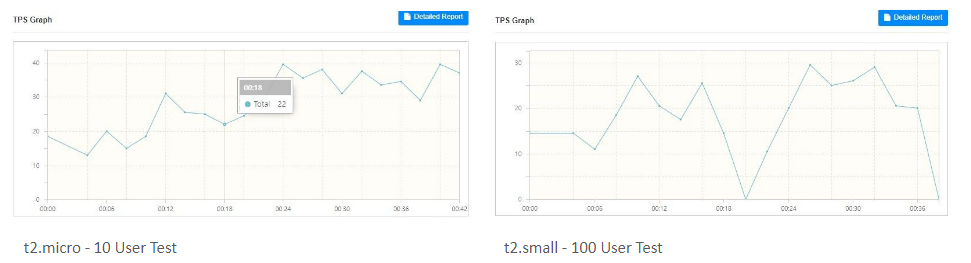 TPS Graph
Detailed Report
40
30
20
10
0
00:18
Total 22
00:00 00:06 00:12 00:18 00:24 00:30 00:36 00:42
t2.micro - 10 User Test
TPS Graph
Detailed Report
30
20
10
0
00:00 00:06 00:12 00:18 00:24 00:30 00:36
t2.small - 100 User Test